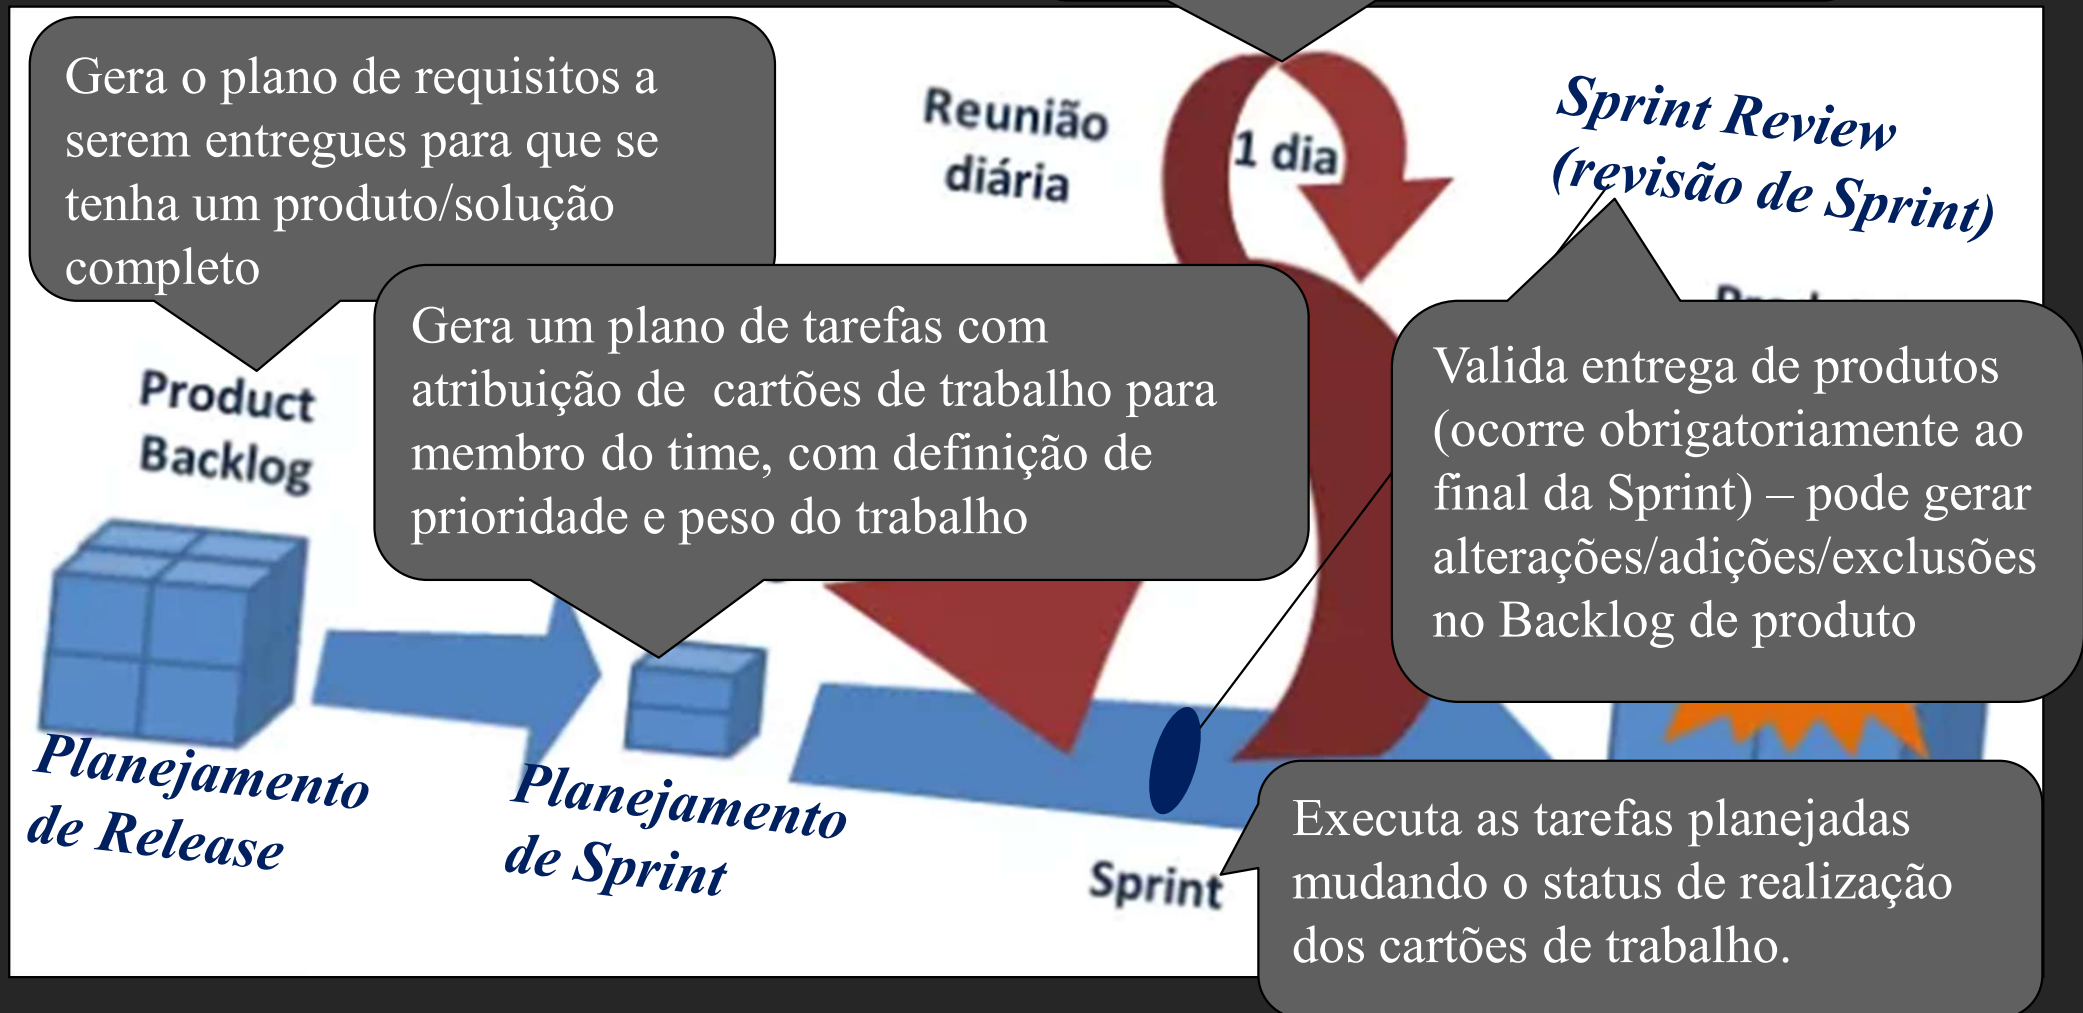 Gera o plano de requisitos a
serem entregues para que se
tenha um produto/solução
completo
Reunião
diária
1 dia
Sprint Review
(revisão de Sprint)
Gera um plano de tarefas com
atribuição de  cartões de trabalho para
membro do time, com definição de
prioridade e peso do trabalho
Valida entrega de produtos
(ocorre obrigatoriamente ao
final da Sprint) – pode gerar
alterações/adições/exclusões
no Backlog de produto
Product
Backlog
Planejamento
de Release
Planejamento
de Sprint
Sprint
Executa as tarefas planejadas
mudando o status de realização
dos cartões de trabalho.